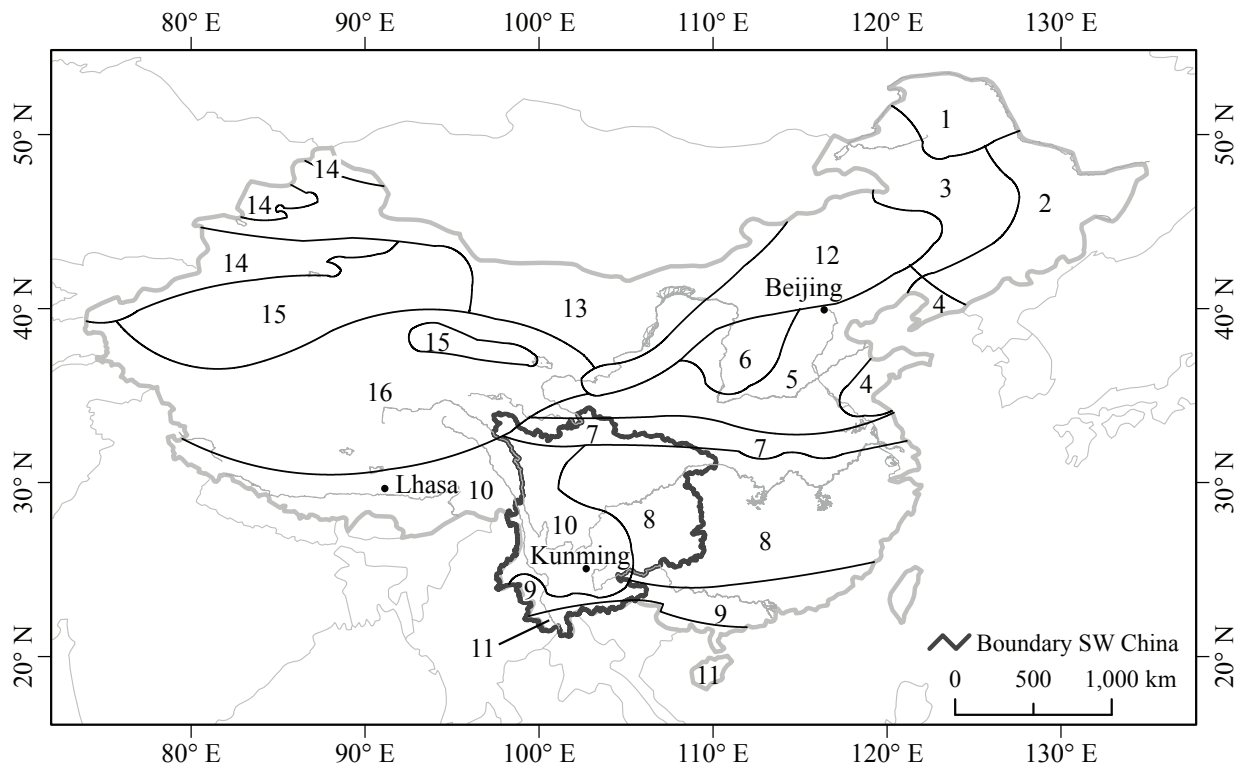 80° E 90° E 100° E 110° E 120° E 130° E
50° N 50° N
40° N 40° N
30° N 30° N
20° N 20° N
1
14
3
14
2
12
14
Beijing
15
13
4
15
6
5
4
16
7
7
Lhasa
10
10
8
8
Kunming
9
9
11
11
Boundary SW China
0 500 1,000 km
80° E 90° E 100° E 110° E 120° E 130° E